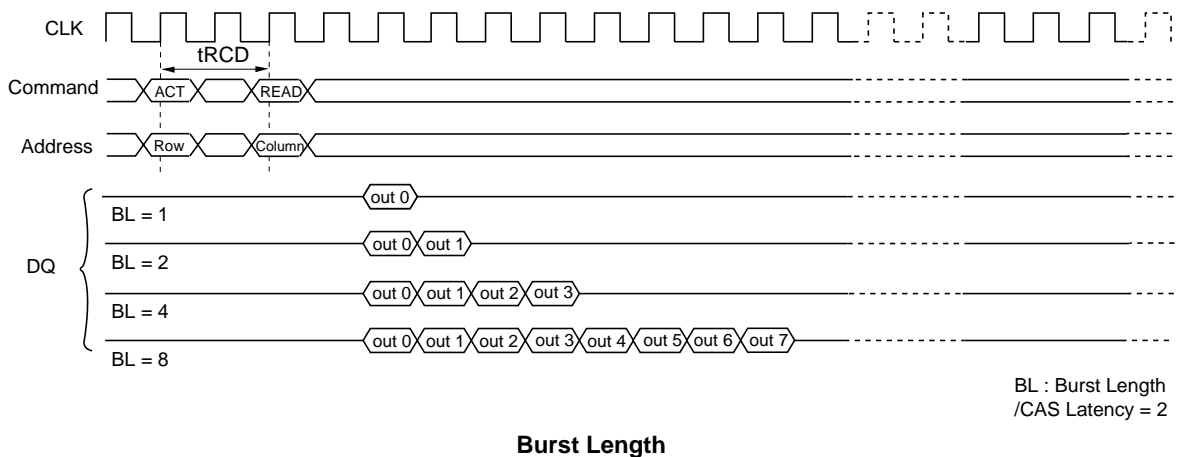 CLK
tRCD
Command ACT READ
Address Row Column
out 0
BL = 1
out 0 out 1
BL = 2
DQ
out 0 out 1 out 2 out 3
BL = 4
out 0 out 1 out 2 out 3 out 4 out 5 out 6 out 7
BL = 8
BL : Burst Length
/CAS Latency = 2
Burst Length